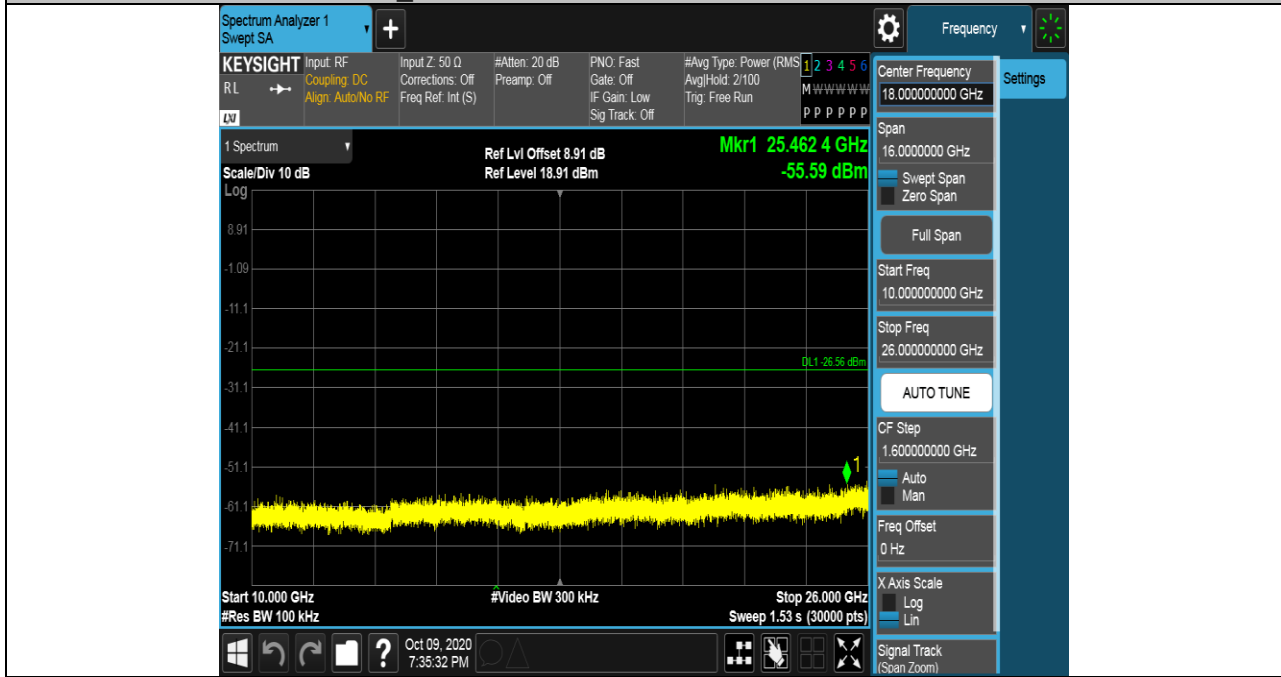 Spectrum Analyzer 1
Swept SA
+
Frequency
KEYSIGHT
RL
LXI
Input: RF
Coupling: DC
Align: Auto/No RF
Input Z: 50 Ω
Corrections: Off
Freq Ref: Int (S)
#Atten: 20 dB
Preamp: Off
PNO: Fast
Gate: Off
IF Gain: Low
Sig Track: Off
#Avg Type: Power (RMS
Avg|Hold: 2/100
Trig: Free Run
1 2 3 4 5 6
M W W W W W
P P P P P P
1 Spectrum
Scale/Div 10 dB
Ref Lvl Offset 8.91 dB
Ref Level 18.91 dBm
Mkr1 25.462 4 GHz
-55.59 dBm
Log
8.91
-1.09
-11.1
-21.1
-31.1
-41.1
-51.1
-61.1
-71.1
DL1 -26.56 dBm
1
Start 10.000 GHz
#Res BW 100 kHz
#Video BW 300 kHz
Stop 26.000 GHz
Sweep 1.53 s (30000 pts)
Center Frequency
18.000000000 GHz
Span
16.0000000 GHz
Swept Span
Zero Span
Full Span
Start Freq
10.000000000 GHz
Stop Freq
26.000000000 GHz
AUTO TUNE
CF Step
1.600000000 GHz
Auto
Man
Freq Offset
0 Hz
X Axis Scale
Log
Lin
Signal Track
(Span Zoom)
Settings
?
Oct 09, 2020
7:35:32 PM